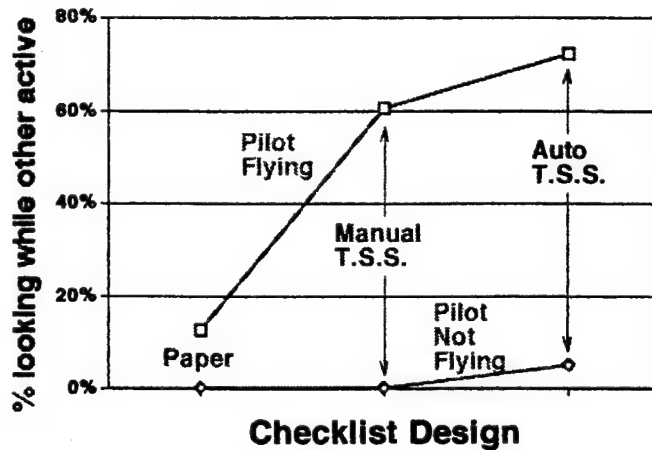 % looking while other active
80%
60%
40%
20%
0%
Pilot
Flying
Manual
T.S.S.
Auto
T.S.S.
Paper
Pilot
Not
Flying
Checklist Design